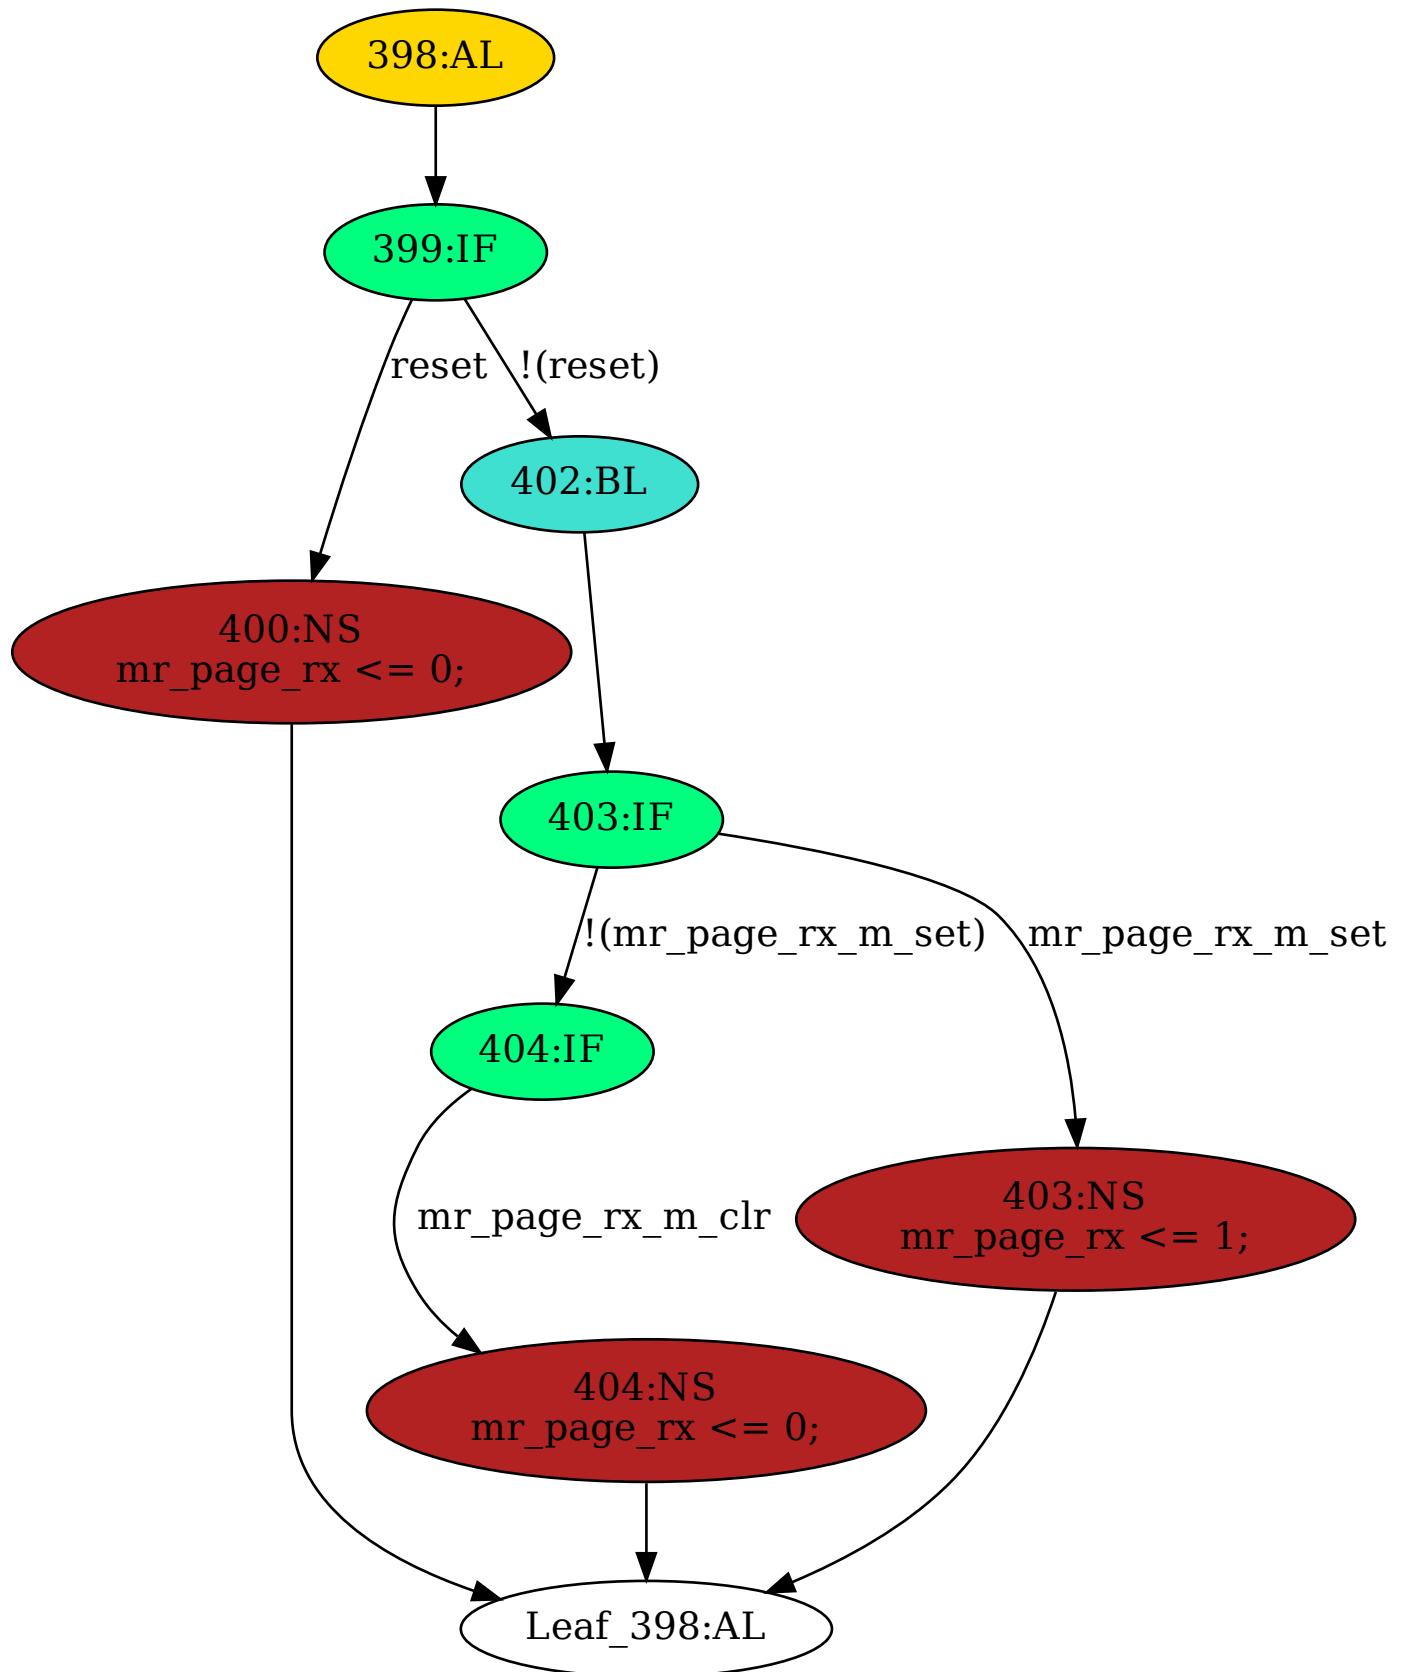 398:AL
399:IF
reset
!(reset)
402:BL
400:NS
mr_page_rx <= 0;
403:IF
!(mr_page_rx_m_set)
mr_page_rx_m_set
404:IF
mr_page_rx_m_clr
403:NS
mr_page_rx <= 1;
404:NS
mr_page_rx <= 0;
Leaf_398:AL